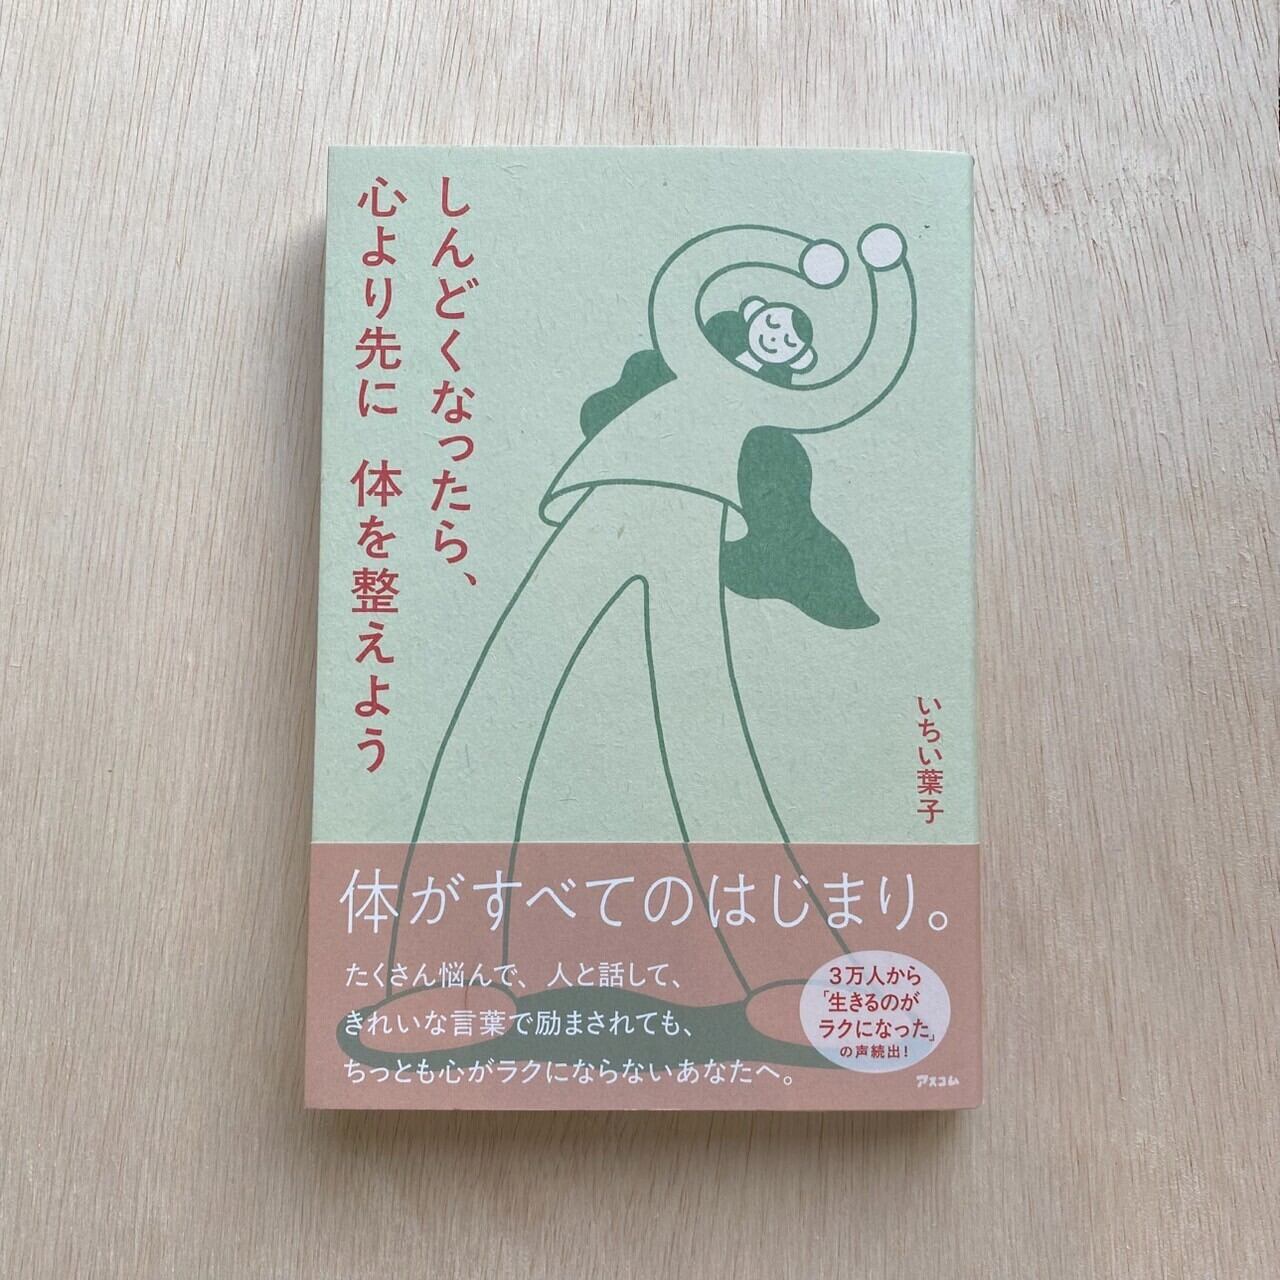 しんどくなったら、
心より先に 体を整えよう
いちい葉子
体がすべてのはじまり。
たくさん悩んで、人と話して、
きれいな言葉で励まされても、
ちっとも心がラクにならないあなたへ。
3万人から
「生きるのが
ラクになった」
の声続出!
アスコム